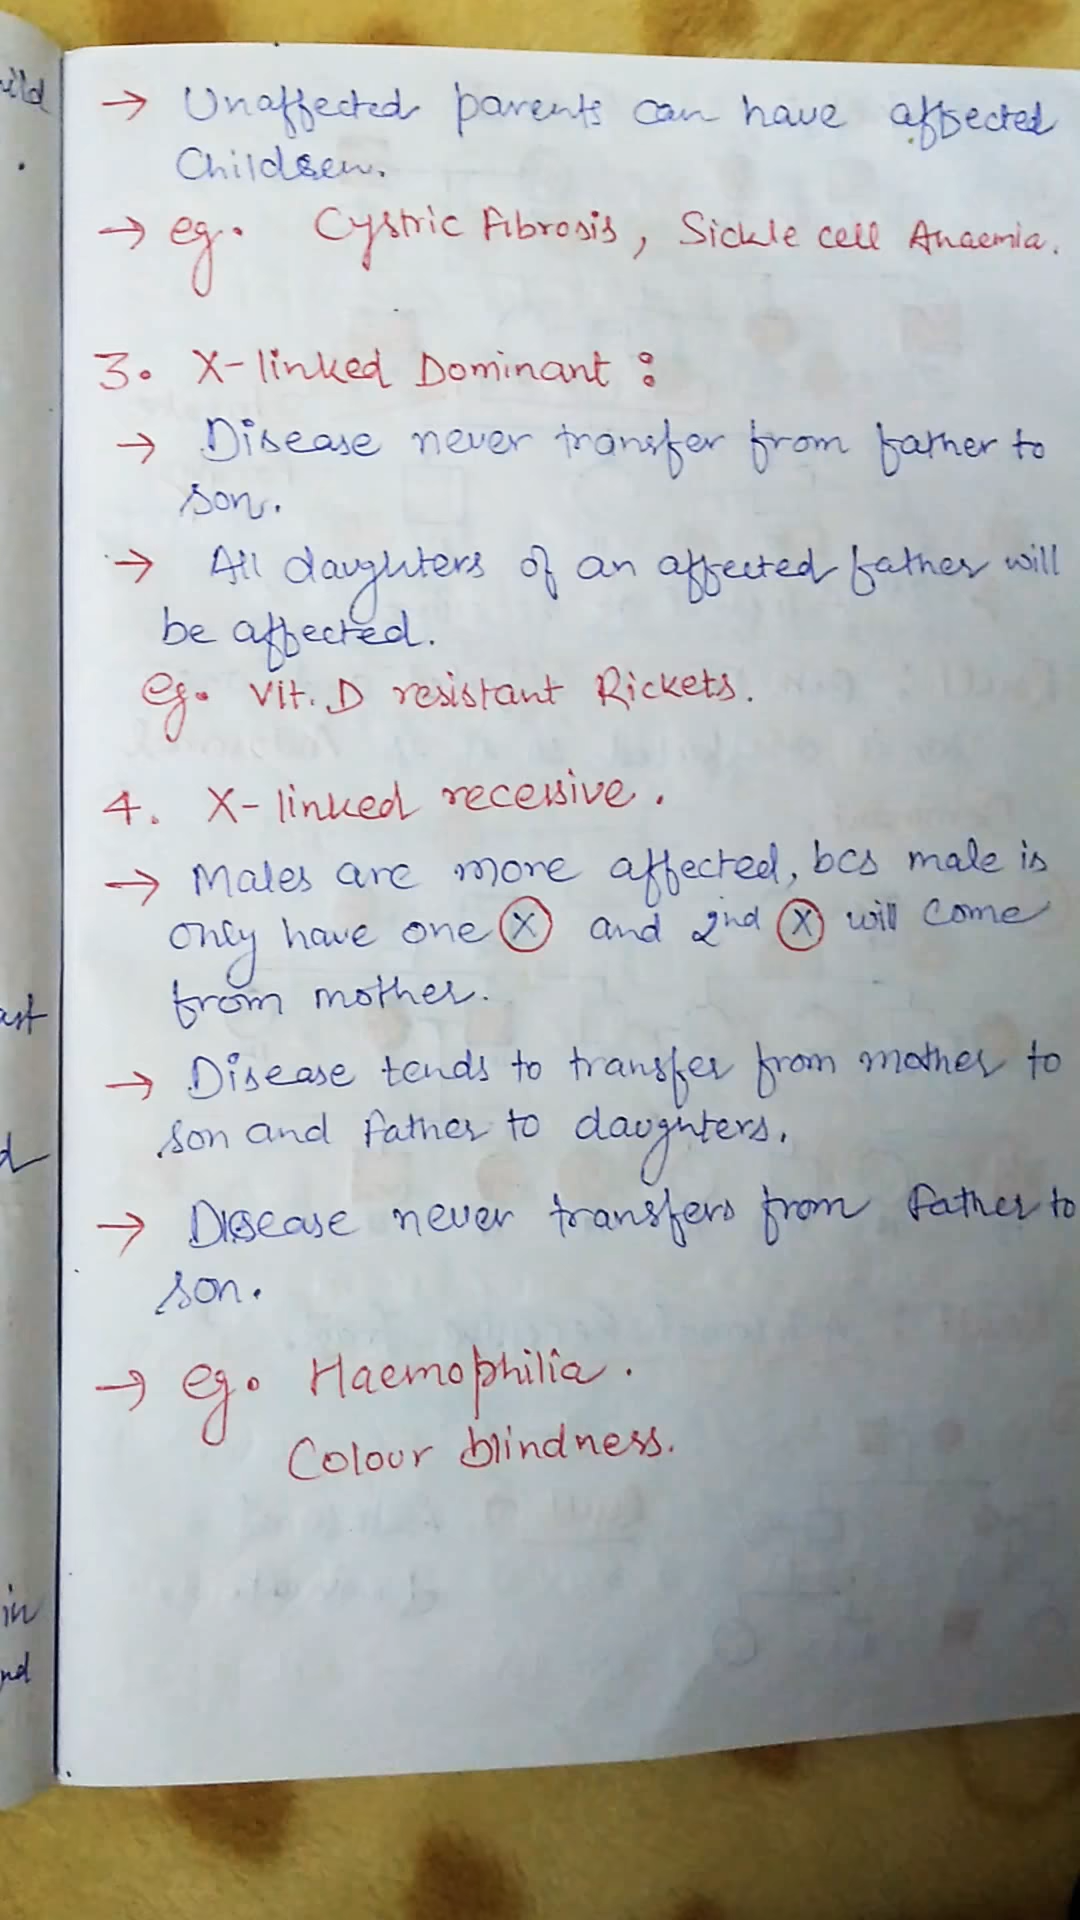 → Unaffected parents can have affected
Children.
→ eg. Cystric Fibrosis, Sickle cell Anaemia.
3. X-linked Dominant :
→ Disease never transfer from father to
son.
→ All daughters of an affected father will
be affected.
eg. Vit. D resistant Rickets.
4. X-linked recessive.
→ Males are more affected, bcs male is
only have one X and 2nd X will come
from mother.
→ Disease tends to transfer from mother to
son and Father to daughters.
→ Disease never transfers from Father to
son.
→ eg. Haemophilia.
Colour blindness.